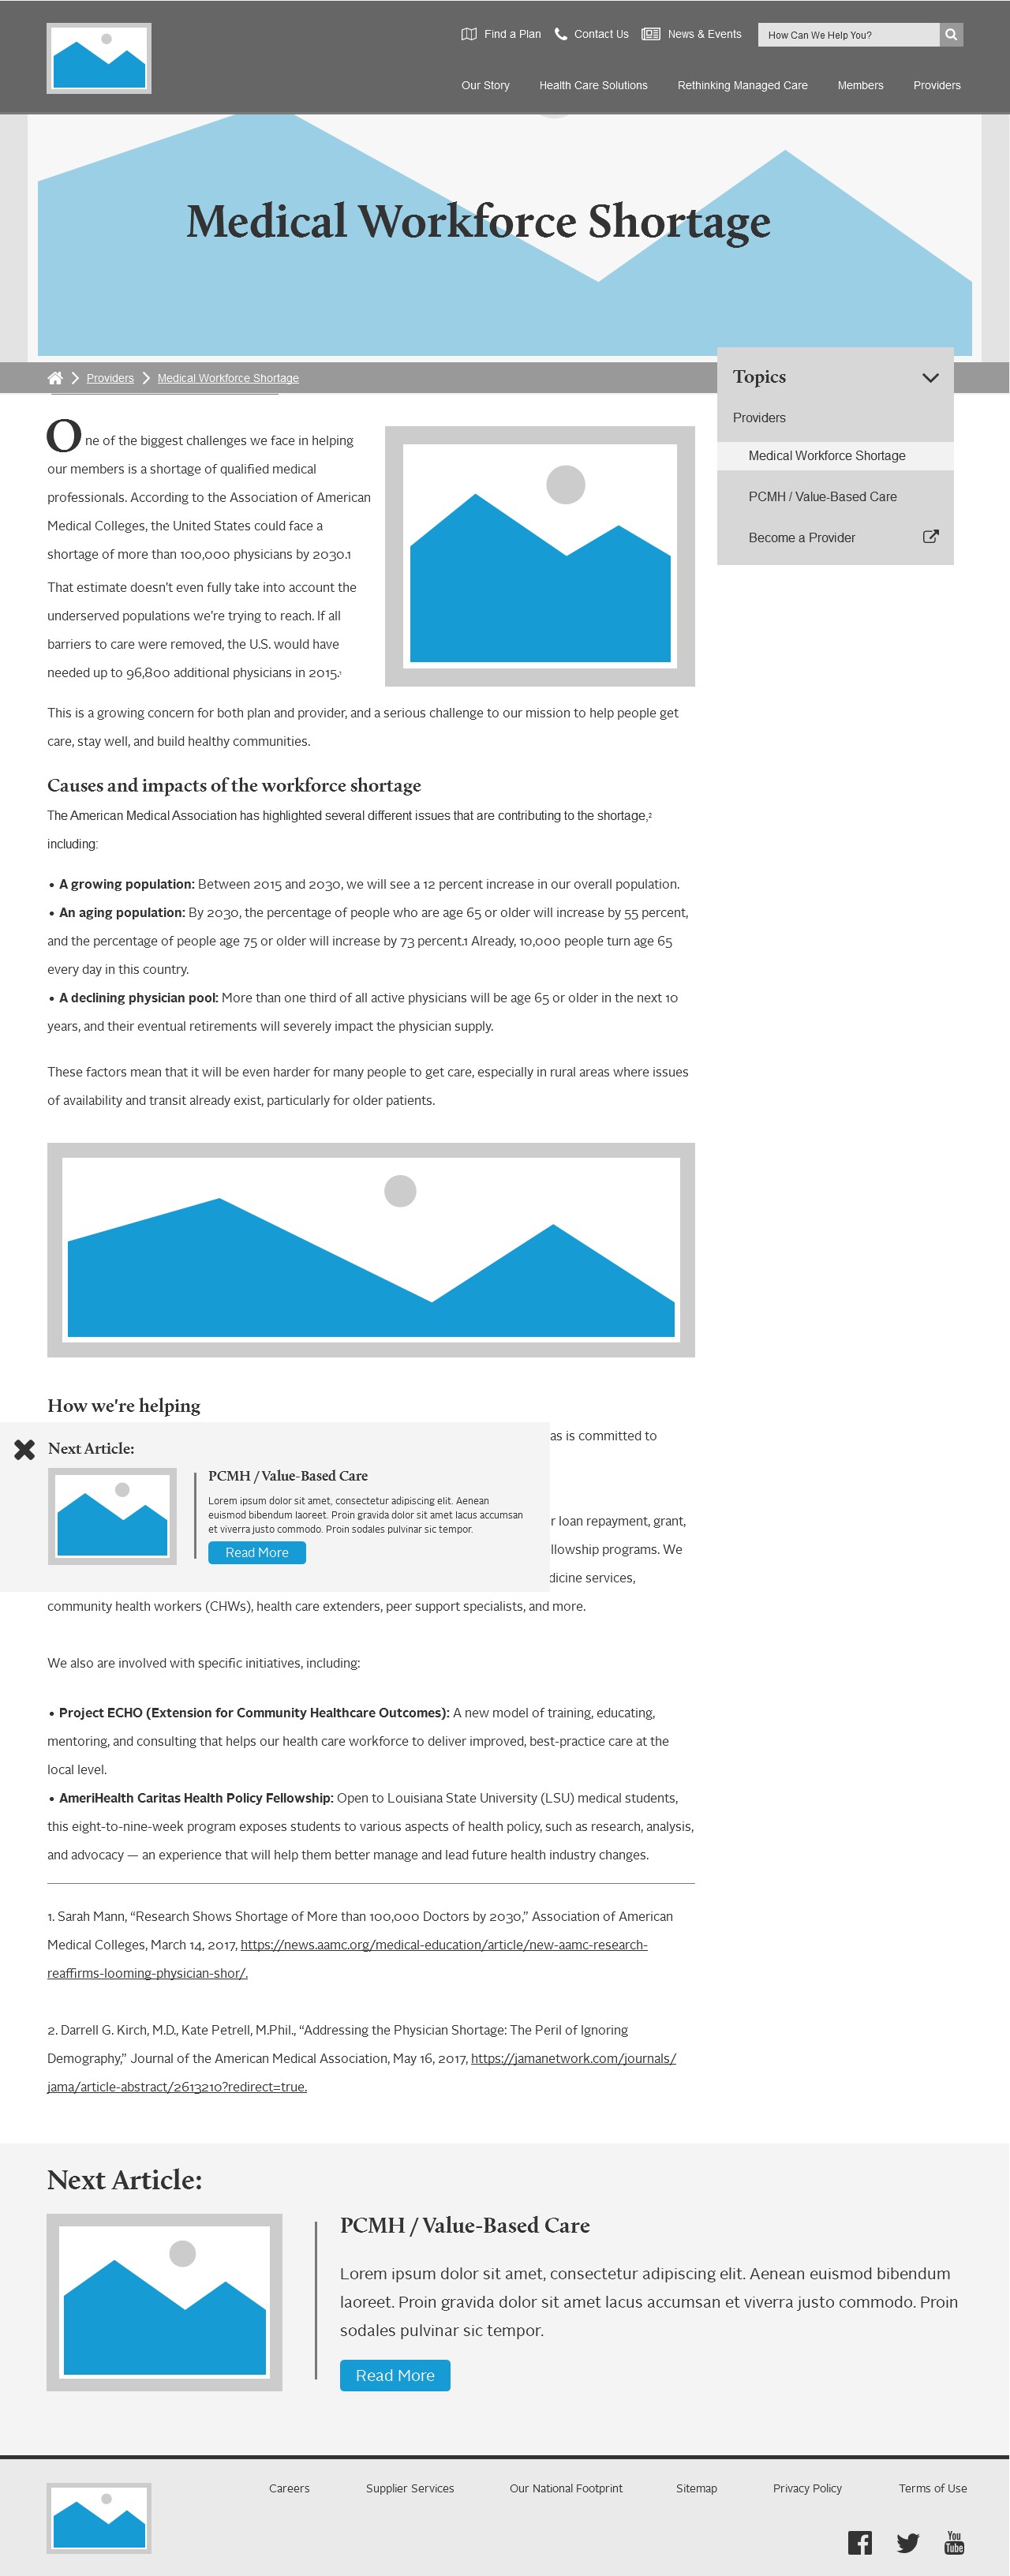 Find a Plan
Contact Us
News & Events
How Can We Help You?
Our Story
Health Care Solutions
Rethinking Managed Care
Members
Providers
Medical Workforce Shortage
Providers
Medical Workforce Shortage
Topics
Providers
Medical Workforce Shortage
PCMH / Value-Based Care
Become a Provider
One of the biggest challenges we face in helping
our members is a shortage of qualified medical
professionals. According to the Association of American
Medical Colleges, the United States could face a
shortage of more than 100,000 physicians by 2030.1
That estimate doesn’t even fully take into account the
underserved populations we’re trying to reach. If all
barriers to care were removed, the U.S. would have
needed up to 96,800 additional physicians in 2015.¹
This is a growing concern for both plan and provider, and a serious challenge to our mission to help people get
care, stay well, and build healthy communities.
Causes and impacts of the workforce shortage
The American Medical Association has highlighted several different issues that are contributing to the shortage,²
including:
• A growing population: Between 2015 and 2030, we will see a 12 percent increase in our overall population.
• An aging population: By 2030, the percentage of people who are age 65 or older will increase by 55 percent,
and the percentage of people age 75 or older will increase by 73 percent.1 Already, 10,000 people turn age 65
every day in this country.
• A declining physician pool: More than one third of all active physicians will be age 65 or older in the next 10
years, and their eventual retirements will severely impact the physician supply.
These factors mean that it will be even harder for many people to get care, especially in rural areas where issues
of availability and transit already exist, particularly for older patients.
How we're helping
as is committed to
Next Article:
PCMH / Value-Based Care
Lorem ipsum dolor sit amet, consectetur adipiscing elit. Aenean
euismod bibendum laoreet. Proin gravida dolor sit amet lacus accumsan
et viverra justo commodo. Proin sodales pulvinar sic tempor.
Read More
r loan repayment, grant,
ellowship programs. We
dicine services,
community health workers (CHWs), health care extenders, peer support specialists, and more.
We also are involved with specific initiatives, including:
• Project ECHO (Extension for Community Healthcare Outcomes): A new model of training, educating,
mentoring, and consulting that helps our health care workforce to deliver improved, best-practice care at the
local level.
• AmeriHealth Caritas Health Policy Fellowship: Open to Louisiana State University (LSU) medical students,
this eight-to-nine-week program exposes students to various aspects of health policy, such as research, analysis,
and advocacy — an experience that will help them better manage and lead future health industry changes.
1. Sarah Mann, “Research Shows Shortage of More than 100,000 Doctors by 2030,” Association of American
Medical Colleges, March 14, 2017, https://news.aamc.org/medical-education/article/new-aamc-research-
reaffirms-looming-physician-shor/.
2. Darrell G. Kirch, M.D., Kate Petrell, M.Phil., “Addressing the Physician Shortage: The Peril of Ignoring
Demography,” Journal of the American Medical Association, May 16, 2017, https://jamanetwork.com/journals/
jama/article-abstract/2613210?redirect=true.
Next Article:
PCMH / Value-Based Care
Lorem ipsum dolor sit amet, consectetur adipiscing elit. Aenean euismod bibendum
laoreet. Proin gravida dolor sit amet lacus accumsan et viverra justo commodo. Proin
sodales pulvinar sic tempor.
Read More
Careers
Supplier Services
Our National Footprint
Sitemap
Privacy Policy
Terms of Use
You
Tube